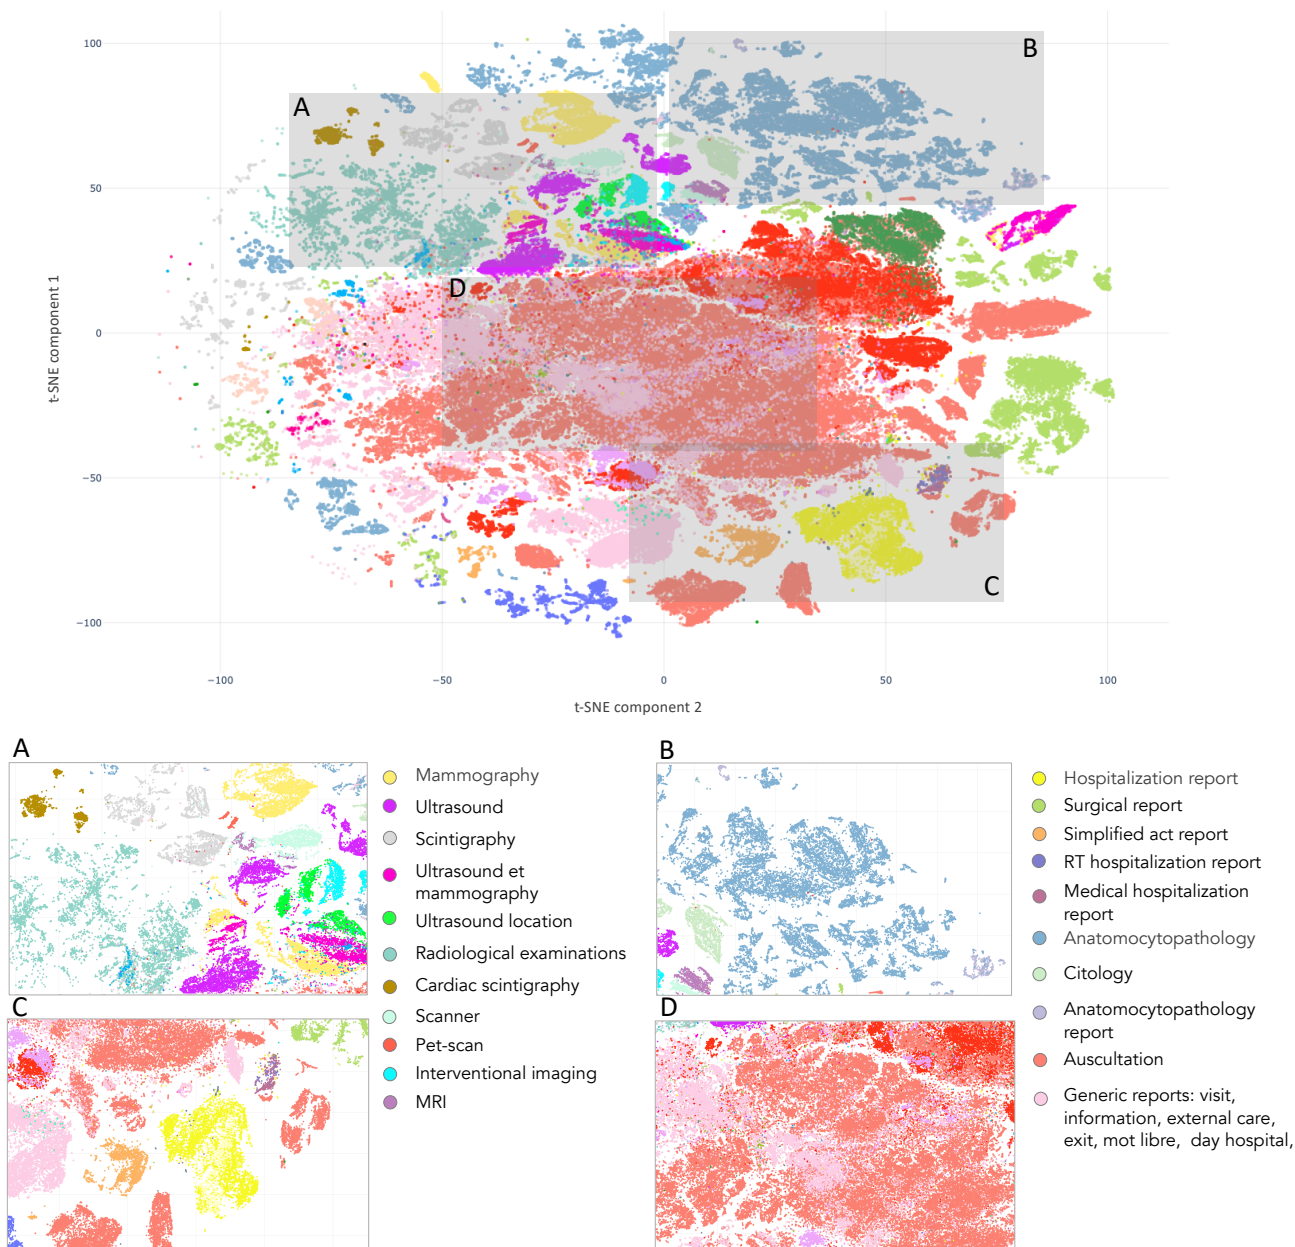 100
50
0
−50
−100
t-SNE component 1
A
B
D
C
−100
−50
0
50
100
t-SNE component 2
A
Mammography
Ultrasound
Scintigraphy
Ultrasound et
mammography
Ultrasound location
Radiological examinations
Cardiac scintigraphy
Scanner
Pet-scan
Interventional imaging
MRI
B
Hospitalization report
Surgical report
Simplified act report
RT hospitalization report
Medical hospitalization
report
Anatomocytopathology
Citology
Anatomocytopathology
report
Auscultation
Generic reports: visit,
information, external care,
exit, mot libre, day hospital,
C
D